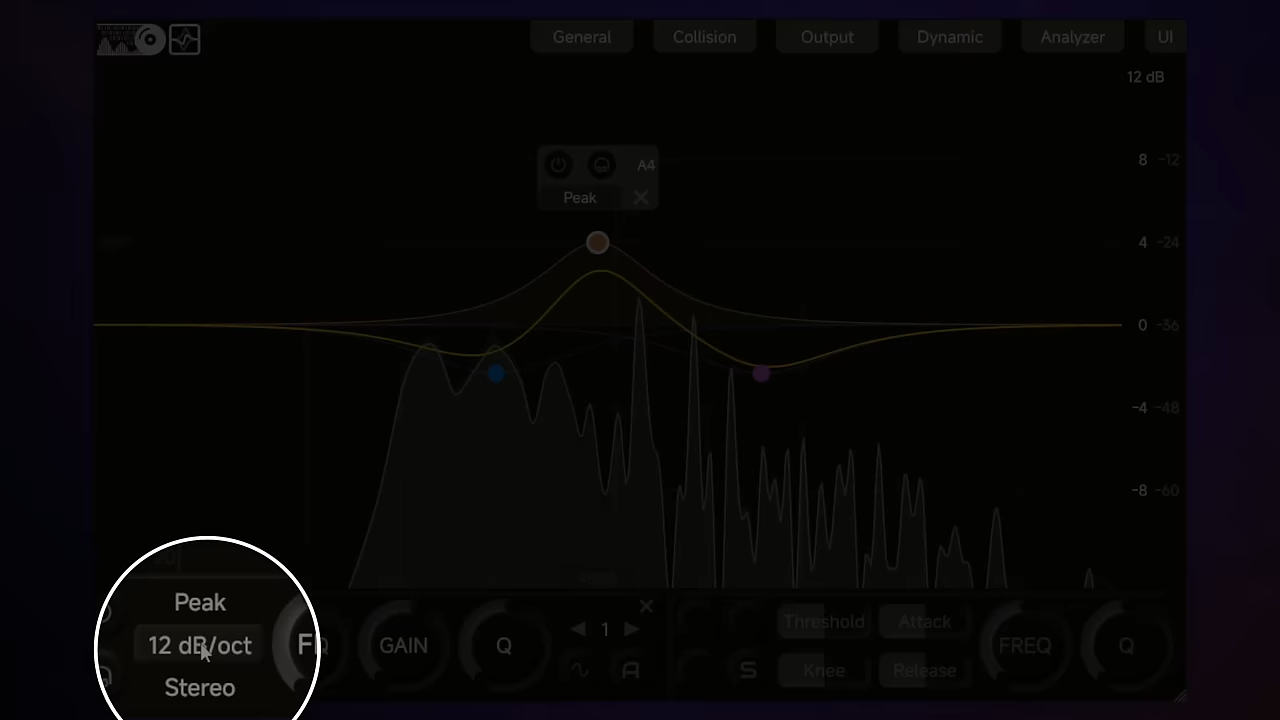 General Collision Output Dynamic Analyzer UI
12 dB
8 -12
A4
Peak
4 -24
0 -36
-4 -48
-8 -60
Peak
12 dB/oct
Stereo
FQ GAIN Q
1
A
S
Threshold Attack
Knee Release
FREQ Q